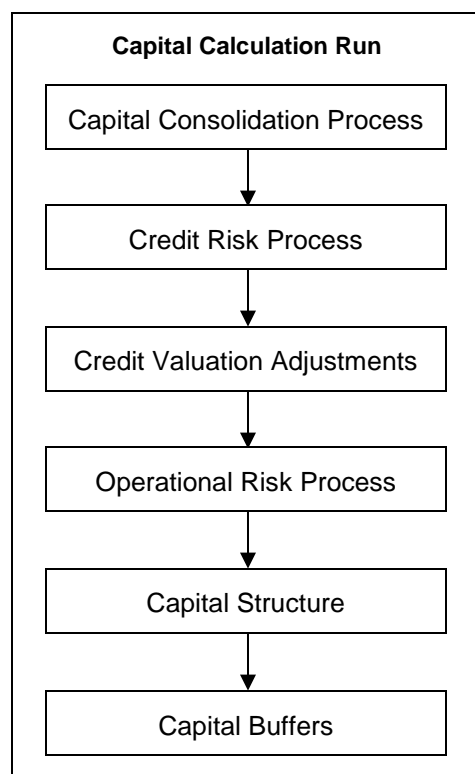 Capital Calculation Run
Capital Consolidation Process
Credit Risk Process
Credit Valuation Adjustments
Operational Risk Process
Capital Structure
Capital Buffers